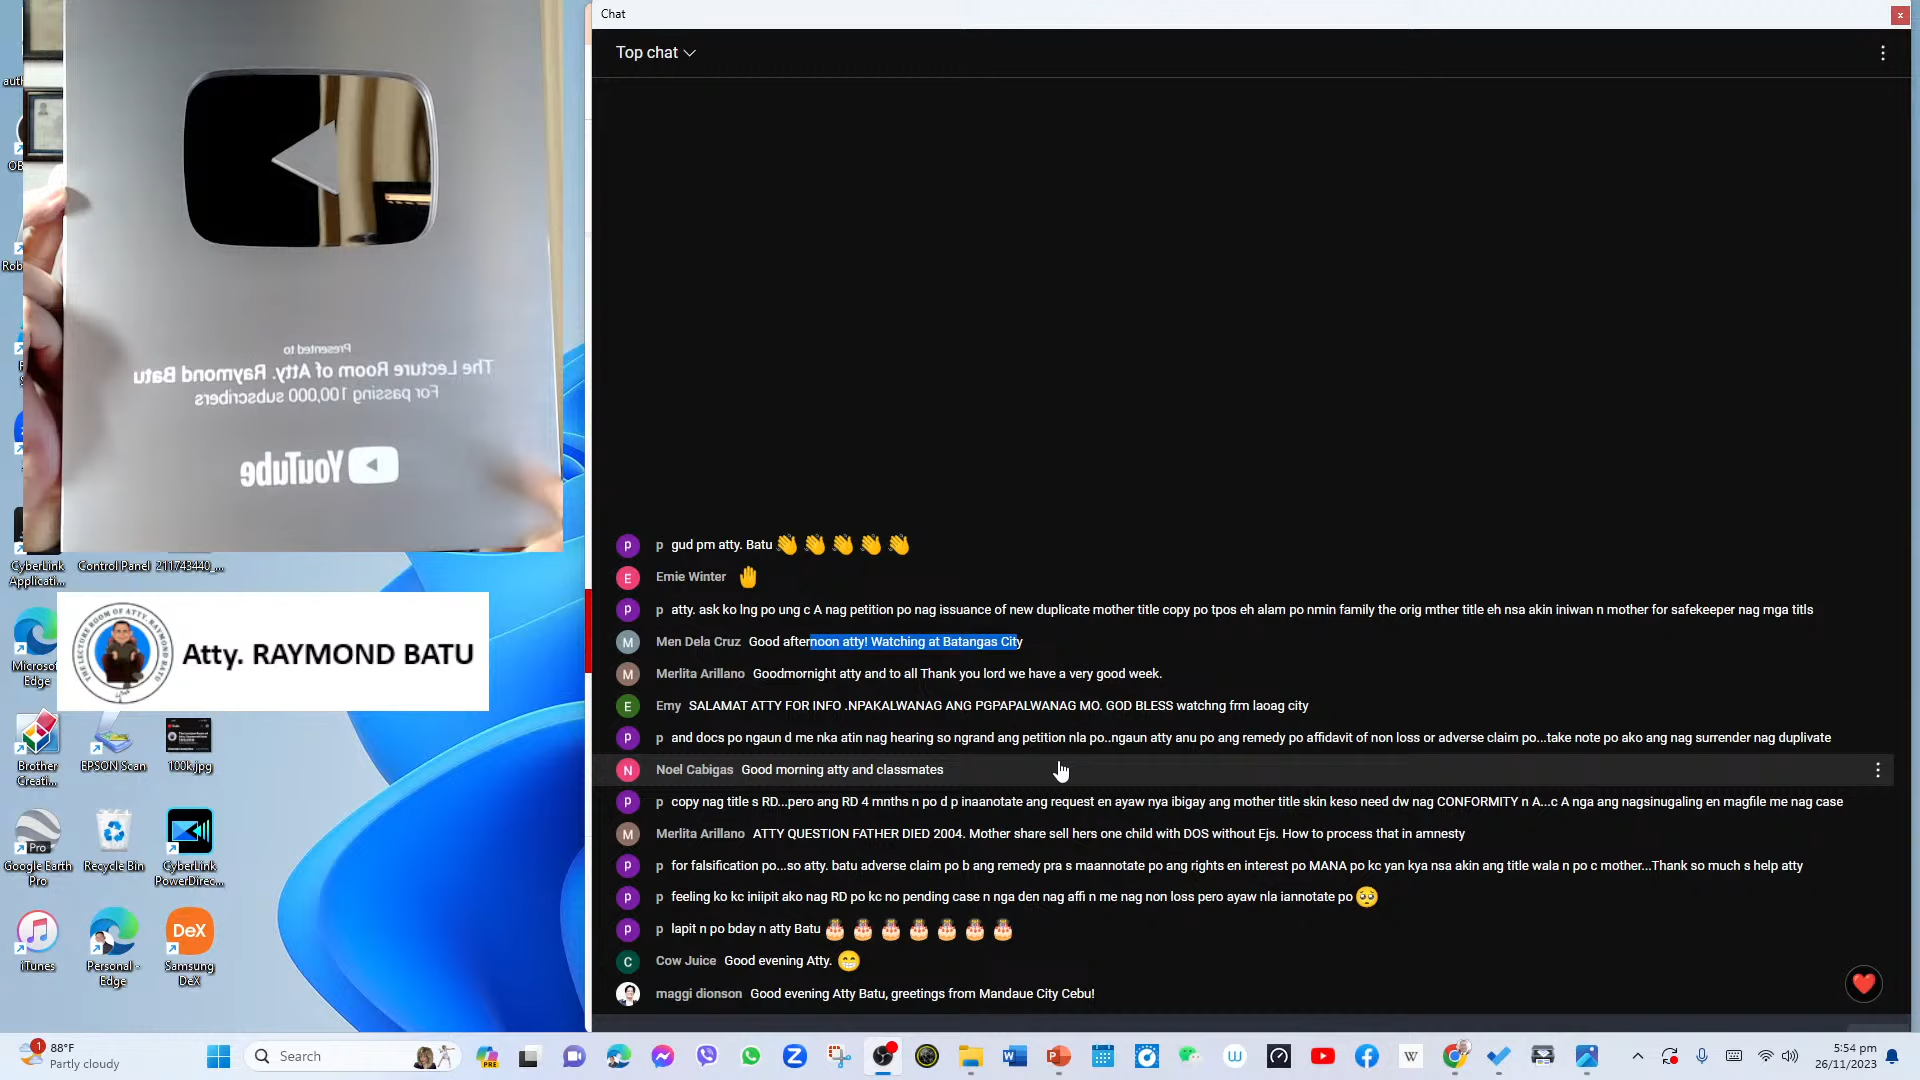 Chat
Top chat
Presented to
The Lecture Room of Atty. Raymond Batu
For passing 100,000 subscribers
YouTube
CyberLink Applicati...
Control Panel
211743440_...
Atty. RAYMOND BATU
Microsoft Edge
Brother Creati...
EPSON Scan
100k.jpg
Google Earth Pro
Recycle Bin
CyberLink PowerDirec...
iTunes
Personal - Edge
DeX
Samsung DeX
p gud pm atty. Batu 👋 👋 👋 👋 👋
Ernie Winter 🤚
p atty. ask ko lng po ung c A nag petition po nag issuance of new duplicate mother title copy po tpos eh alam po nmin family the orig mther title eh nsa akin iniwan n mother for safekeeper nag mga titls
Men Dela Cruz Good afternoon atty! Watching at Batangas City
Merlita Arillano Goodmornight atty and to all Thank you lord we have a very good week.
Emy SALAMAT ATTY FOR INFO .NPAKALWANAG ANG PGPAPALWANAG MO. GOD BLESS watchng frm laoag city
p and docs po ngaun d me nka atin nag hearing so ngrand ang petition nla po..ngaun atty anu po ang remedy po affidavit of non loss or adverse claim po...take note po ako ang nag surrender nag duplivate
Noel Cabigas Good morning atty and classmates
p copy nag title s RD...pero ang RD 4 mnths n po d p inaanotate ang request en ayaw nya ibigay ang mother title skin keso need dw nag CONFORMITY n A...c A nga ang nagsinugaling en magfile me nag case
Merlita Arillano ATTY QUESTION FATHER DIED 2004. Mother share sell hers one child with DOS without Ejs. How to process that in amnesty
p for falsification po...so atty. batu adverse claim po b ang remedy pra s maannotate po ang rights en interest po MANA po kc yan kya nsa akin ang title wala n po c mother...Thank so much s help atty
p feeling ko kc iniipit ako nag RD po kc no pending case n nga den nag affi n me nag non loss pero ayaw nla iannotate po 🥺
p lapit n po bday n atty Batu 🎂 🎂 🎂 🎂 🎂 🎂 🎂
Cow Juice Good evening Atty. 😁
maggi dionson Good evening Atty Batu, greetings from Mandaue City Cebu!
1
88°F
Partly cloudy
Search
5:54 pm
26/11/2023